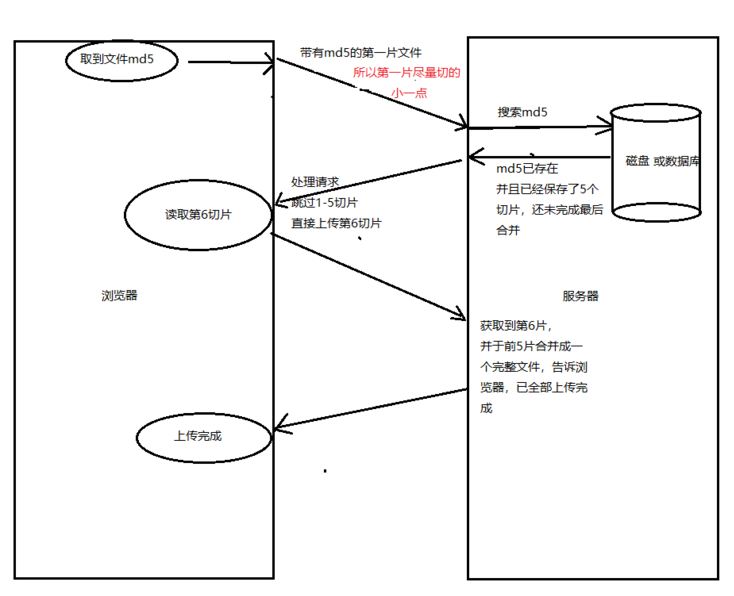 取到文件md5
带有md5的第一片文件
所以第一片尽量切的
小一点
搜索md5
磁盘 或数据库
md5已存在
并且已经保存了5个
切片，还未完成最后
合并
处理请求
跳过1-5切片
直接上传第6切片
读取第6切片
浏览器
服务器
获取到第6片，
并于前5片合并成一
个完整文件，告诉浏
览器，已全部上传完
成
上传完成